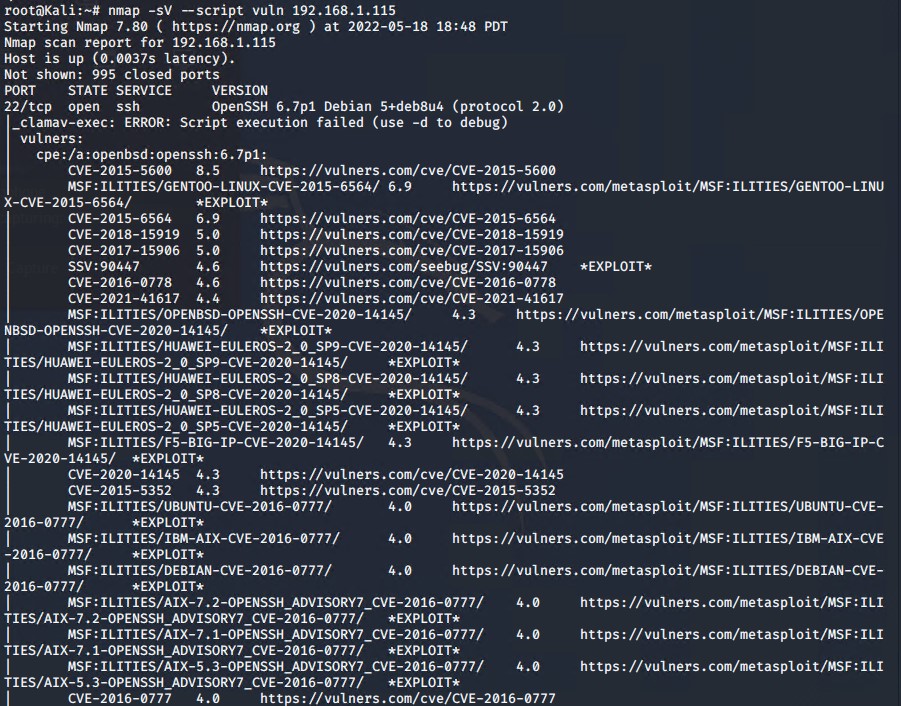 root@Kali:~# nmap -sV --script vuln 192.168.1.115
Starting Nmap 7.80 ( https://nmap.org ) at 2022-05-18 18:48 PDT
Nmap scan report for 192.168.1.115
Host is up (0.0037s latency).
Not shown: 995 closed ports
PORT     STATE SERVICE     VERSION
22/tcp   open  ssh         OpenSSH 6.7p1 Debian 5+deb8u4 (protocol 2.0)
|_clamav-exec: ERROR: Script execution failed (use -d to debug)
| vulners:
|   cpe:/a:openbsd:openssh:6.7p1:
|       CVE-2015-5600   8.5     https://vulners.com/cve/CVE-2015-5600
|       MSF:ILITIES/GENTOO-LINUX-CVE-2015-6564/ 6.9     https://vulners.com/metasploit/MSF:ILITIES/GENTOO-LINU
X-CVE-2015-6564/        *EXPLOIT*
|       CVE-2015-6564   6.9     https://vulners.com/cve/CVE-2015-6564
|       CVE-2018-15919  5.0     https://vulners.com/cve/CVE-2018-15919
|       CVE-2017-15906  5.0     https://vulners.com/cve/CVE-2017-15906
|       SSV:90447       4.6     https://vulners.com/seebug/SSV:90447    *EXPLOIT*
|       CVE-2016-0778   4.6     https://vulners.com/cve/CVE-2016-0778
|       CVE-2021-41617  4.4     https://vulners.com/cve/CVE-2021-41617
|       MSF:ILITIES/OPENBSD-OPENSSH-CVE-2020-14145/     4.3     https://vulners.com/metasploit/MSF:ILITIES/OPE
NBSD-OPENSSH-CVE-2020-14145/    *EXPLOIT*
|       MSF:ILITIES/HUAWEI-EULEROS-2_0_SP9-CVE-2020-14145/      4.3     https://vulners.com/metasploit/MSF:ILI
TIES/HUAWEI-EULEROS-2_0_SP9-CVE-2020-14145/     *EXPLOIT*
|       MSF:ILITIES/HUAWEI-EULEROS-2_0_SP8-CVE-2020-14145/      4.3     https://vulners.com/metasploit/MSF:ILI
TIES/HUAWEI-EULEROS-2_0_SP8-CVE-2020-14145/     *EXPLOIT*
|       MSF:ILITIES/HUAWEI-EULEROS-2_0_SP5-CVE-2020-14145/      4.3     https://vulners.com/metasploit/MSF:ILI
TIES/HUAWEI-EULEROS-2_0_SP5-CVE-2020-14145/     *EXPLOIT*
|       MSF:ILITIES/F5-BIG-IP-CVE-2020-14145/   4.3     https://vulners.com/metasploit/MSF:ILITIES/F5-BIG-IP-C
VE-2020-14145/  *EXPLOIT*
|       CVE-2020-14145  4.3     https://vulners.com/cve/CVE-2020-14145
|       CVE-2015-5352   4.3     https://vulners.com/cve/CVE-2015-5352
|       MSF:ILITIES/UBUNTU-CVE-2016-0777/       4.0     https://vulners.com/metasploit/MSF:ILITIES/UBUNTU-CVE-
2016-0777/      *EXPLOIT*
|       MSF:ILITIES/IBM-AIX-CVE-2016-0777/      4.0     https://vulners.com/metasploit/MSF:ILITIES/IBM-AIX-CVE
-2016-0777/     *EXPLOIT*
|       MSF:ILITIES/DEBIAN-CVE-2016-0777/       4.0     https://vulners.com/metasploit/MSF:ILITIES/DEBIAN-CVE-
2016-0777/      *EXPLOIT*
|       MSF:ILITIES/AIX-7.2-OPENSSH_ADVISORY7_CVE-2016-0777/    4.0     https://vulners.com/metasploit/MSF:ILI
TIES/AIX-7.2-OPENSSH_ADVISORY7_CVE-2016-0777/   *EXPLOIT*
|       MSF:ILITIES/AIX-7.1-OPENSSH_ADVISORY7_CVE-2016-0777/    4.0     https://vulners.com/metasploit/MSF:ILI
TIES/AIX-7.1-OPENSSH_ADVISORY7_CVE-2016-0777/   *EXPLOIT*
|       MSF:ILITIES/AIX-5.3-OPENSSH_ADVISORY7_CVE-2016-0777/    4.0     https://vulners.com/metasploit/MSF:ILI
TIES/AIX-5.3-OPENSSH_ADVISORY7_CVE-2016-0777/   *EXPLOIT*
|       CVE-2016-0777   4.0     https://vulners.com/cve/CVE-2016-0777